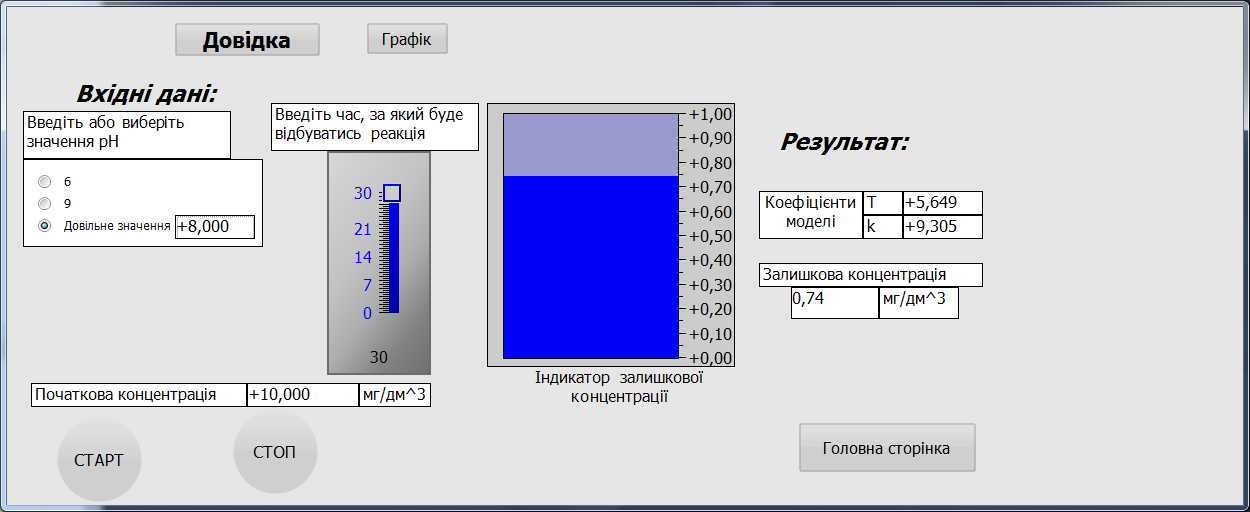 Довідка
Графік
Вхідні дані:
Введіть або виберіть
значення pH
6
9
Довільне значення +8,000
Введіть час, за який буде
відбуватись реакція
30
21
14
7
0
30
Початкова концентрація +10,000 мг/дм^3
СТАРТ
СТОП
+1,00
+0,90
+0,80
+0,70
+0,60
+0,50
+0,40
+0,30
+0,20
+0,10
+0,00
Індикатор залишкової
концентрації
Результат:
Коефіцієнти
моделі
T +5,649
k +9,305
Залишкова концентрація
0,74 мг/дм^3
Головна сторінка